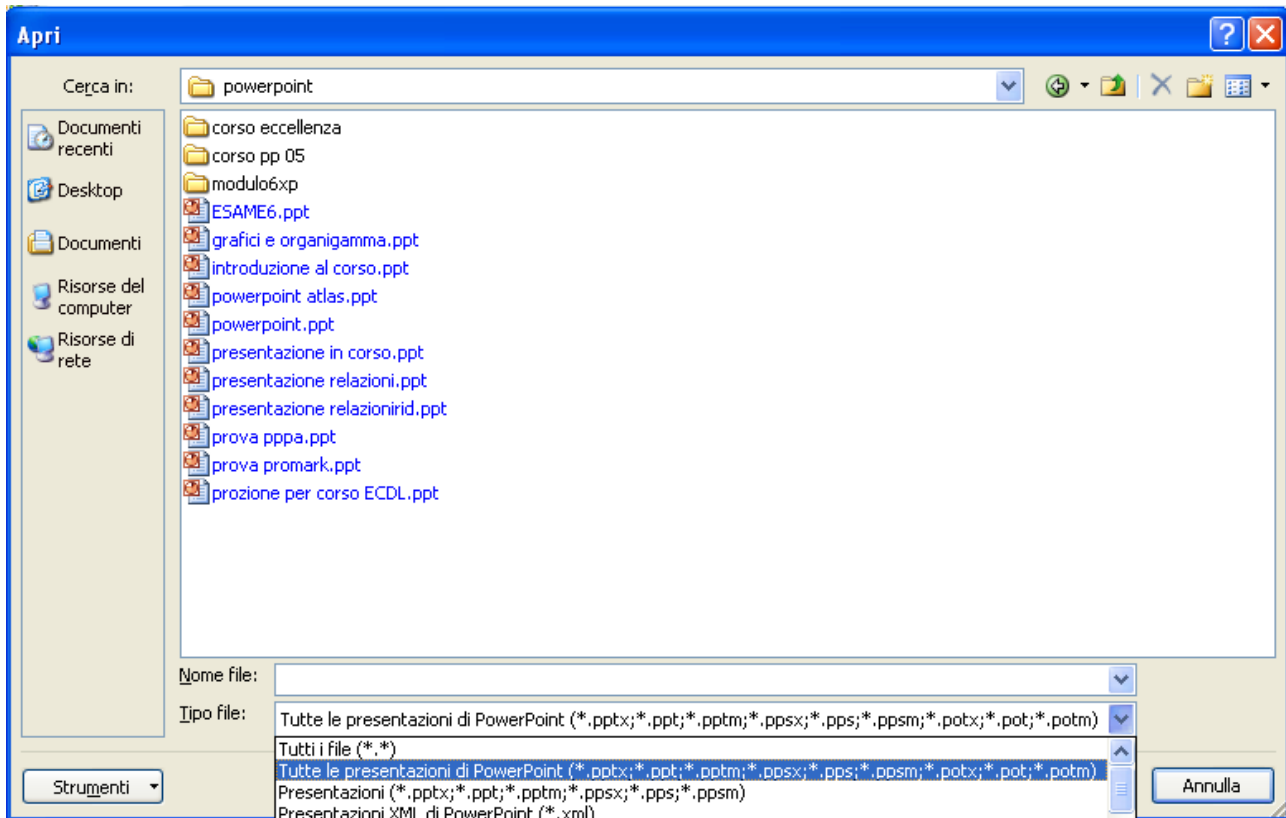 Apri
Cerca in:
powerpoint
Documenti
recenti
Desktop
Documenti
Risorse del
computer
Risorse di
rete
corso eccellenza
corso pp 05
modulo6xp
ESAME6.ppt
grafici e organigamma.ppt
introduzione al corso.ppt
powerpoint atlas.ppt
powerpoint.ppt
presentazione in corso.ppt
presentazione relazioni.ppt
presentazione relazionirid.ppt
prova pppa.ppt
prova promark.ppt
prozione per corso ECDL.ppt
Nome file:
Tipo file:
Tutte le presentazioni di PowerPoint (*.pptx;*.ppt;*.pptm;*.ppsx;*.pps;*.ppsm;*.potx;*.pot;*.potm)
Tutti i file (*.*)
Tutte le presentazioni di PowerPoint (*.pptx;*.ppt;*.pptm;*.ppsx;*.pps;*.ppsm;*.potx;*.pot;*.potm)
Presentazioni (*.pptx;*.ppt;*.pptm;*.ppsx;*.pps;*.ppsm)
Presentazioni XML di PowerPoint (*.xml)
Strumenti
Annulla